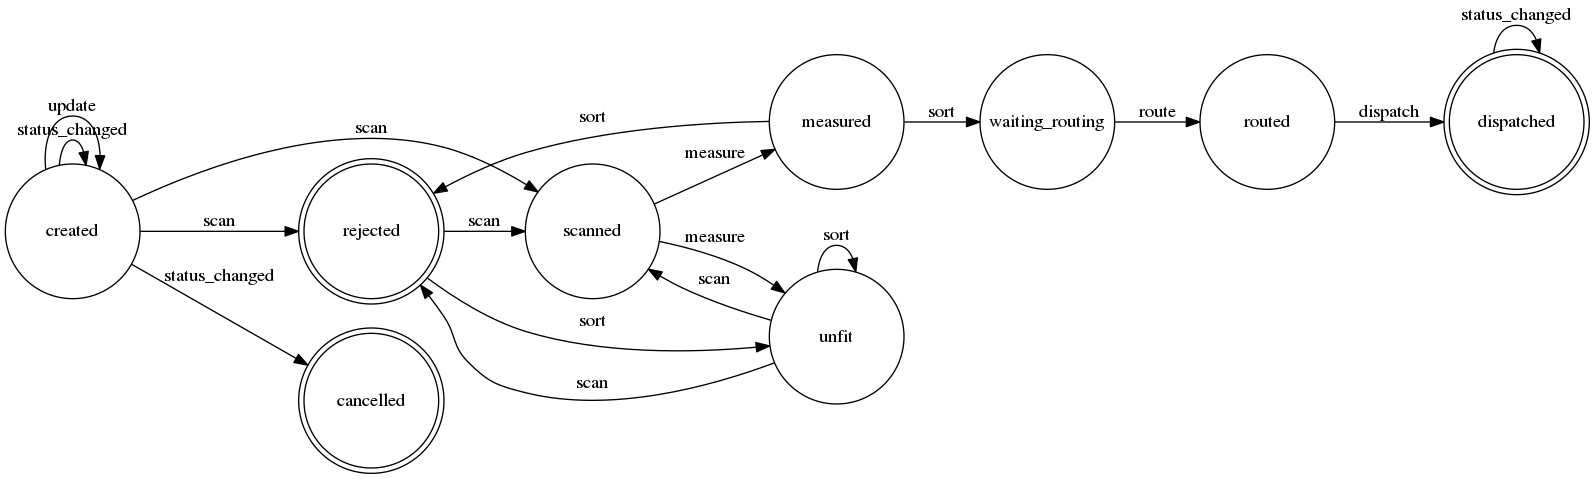 status_changed
update
status_changed
scan
sort
measure
measured
sort
waiting_routing
route
routed
dispatch
dispatched
created
scan
rejected
scan
scanned
measure
sort
scan
status_changed
sort
unfit
scan
cancelled